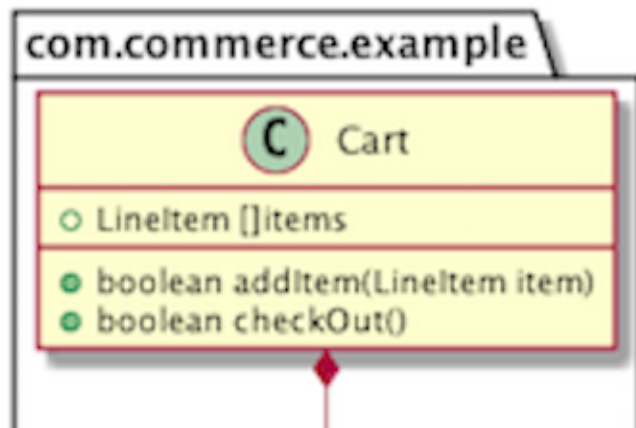 com.commerce.example
C Cart
LineItem []items
boolean addItem(LineItem item)
boolean checkOut()